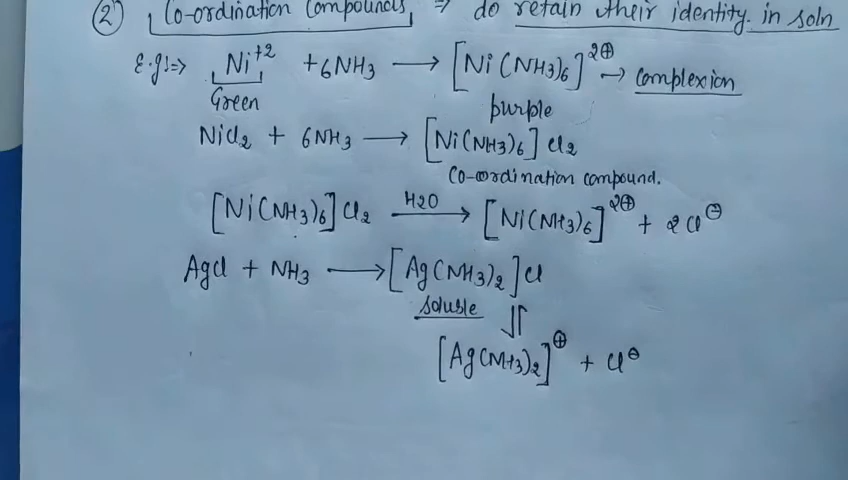 ② Co-ordination Compounds, ⇒ do retain their identity in soln
E.g:⇒ Ni⁺² + 6NH₃ ⟶ [Ni(NH₃)₆]²⊕ → complexion
Green purple
NiCl₂ + 6NH₃ ⟶ [Ni(NH₃)₆]Cl₂
Co-ordination compound.
[Ni(NH₃)₆]Cl₂ —H₂O→ [Ni(NH₃)₆]²⊕ + 2Cl⊖
AgCl + NH₃ ⟶ [Ag(NH₃)₂]Cl
soluble ⇌
[Ag(NH₃)₂]⊕ + Cl⊖